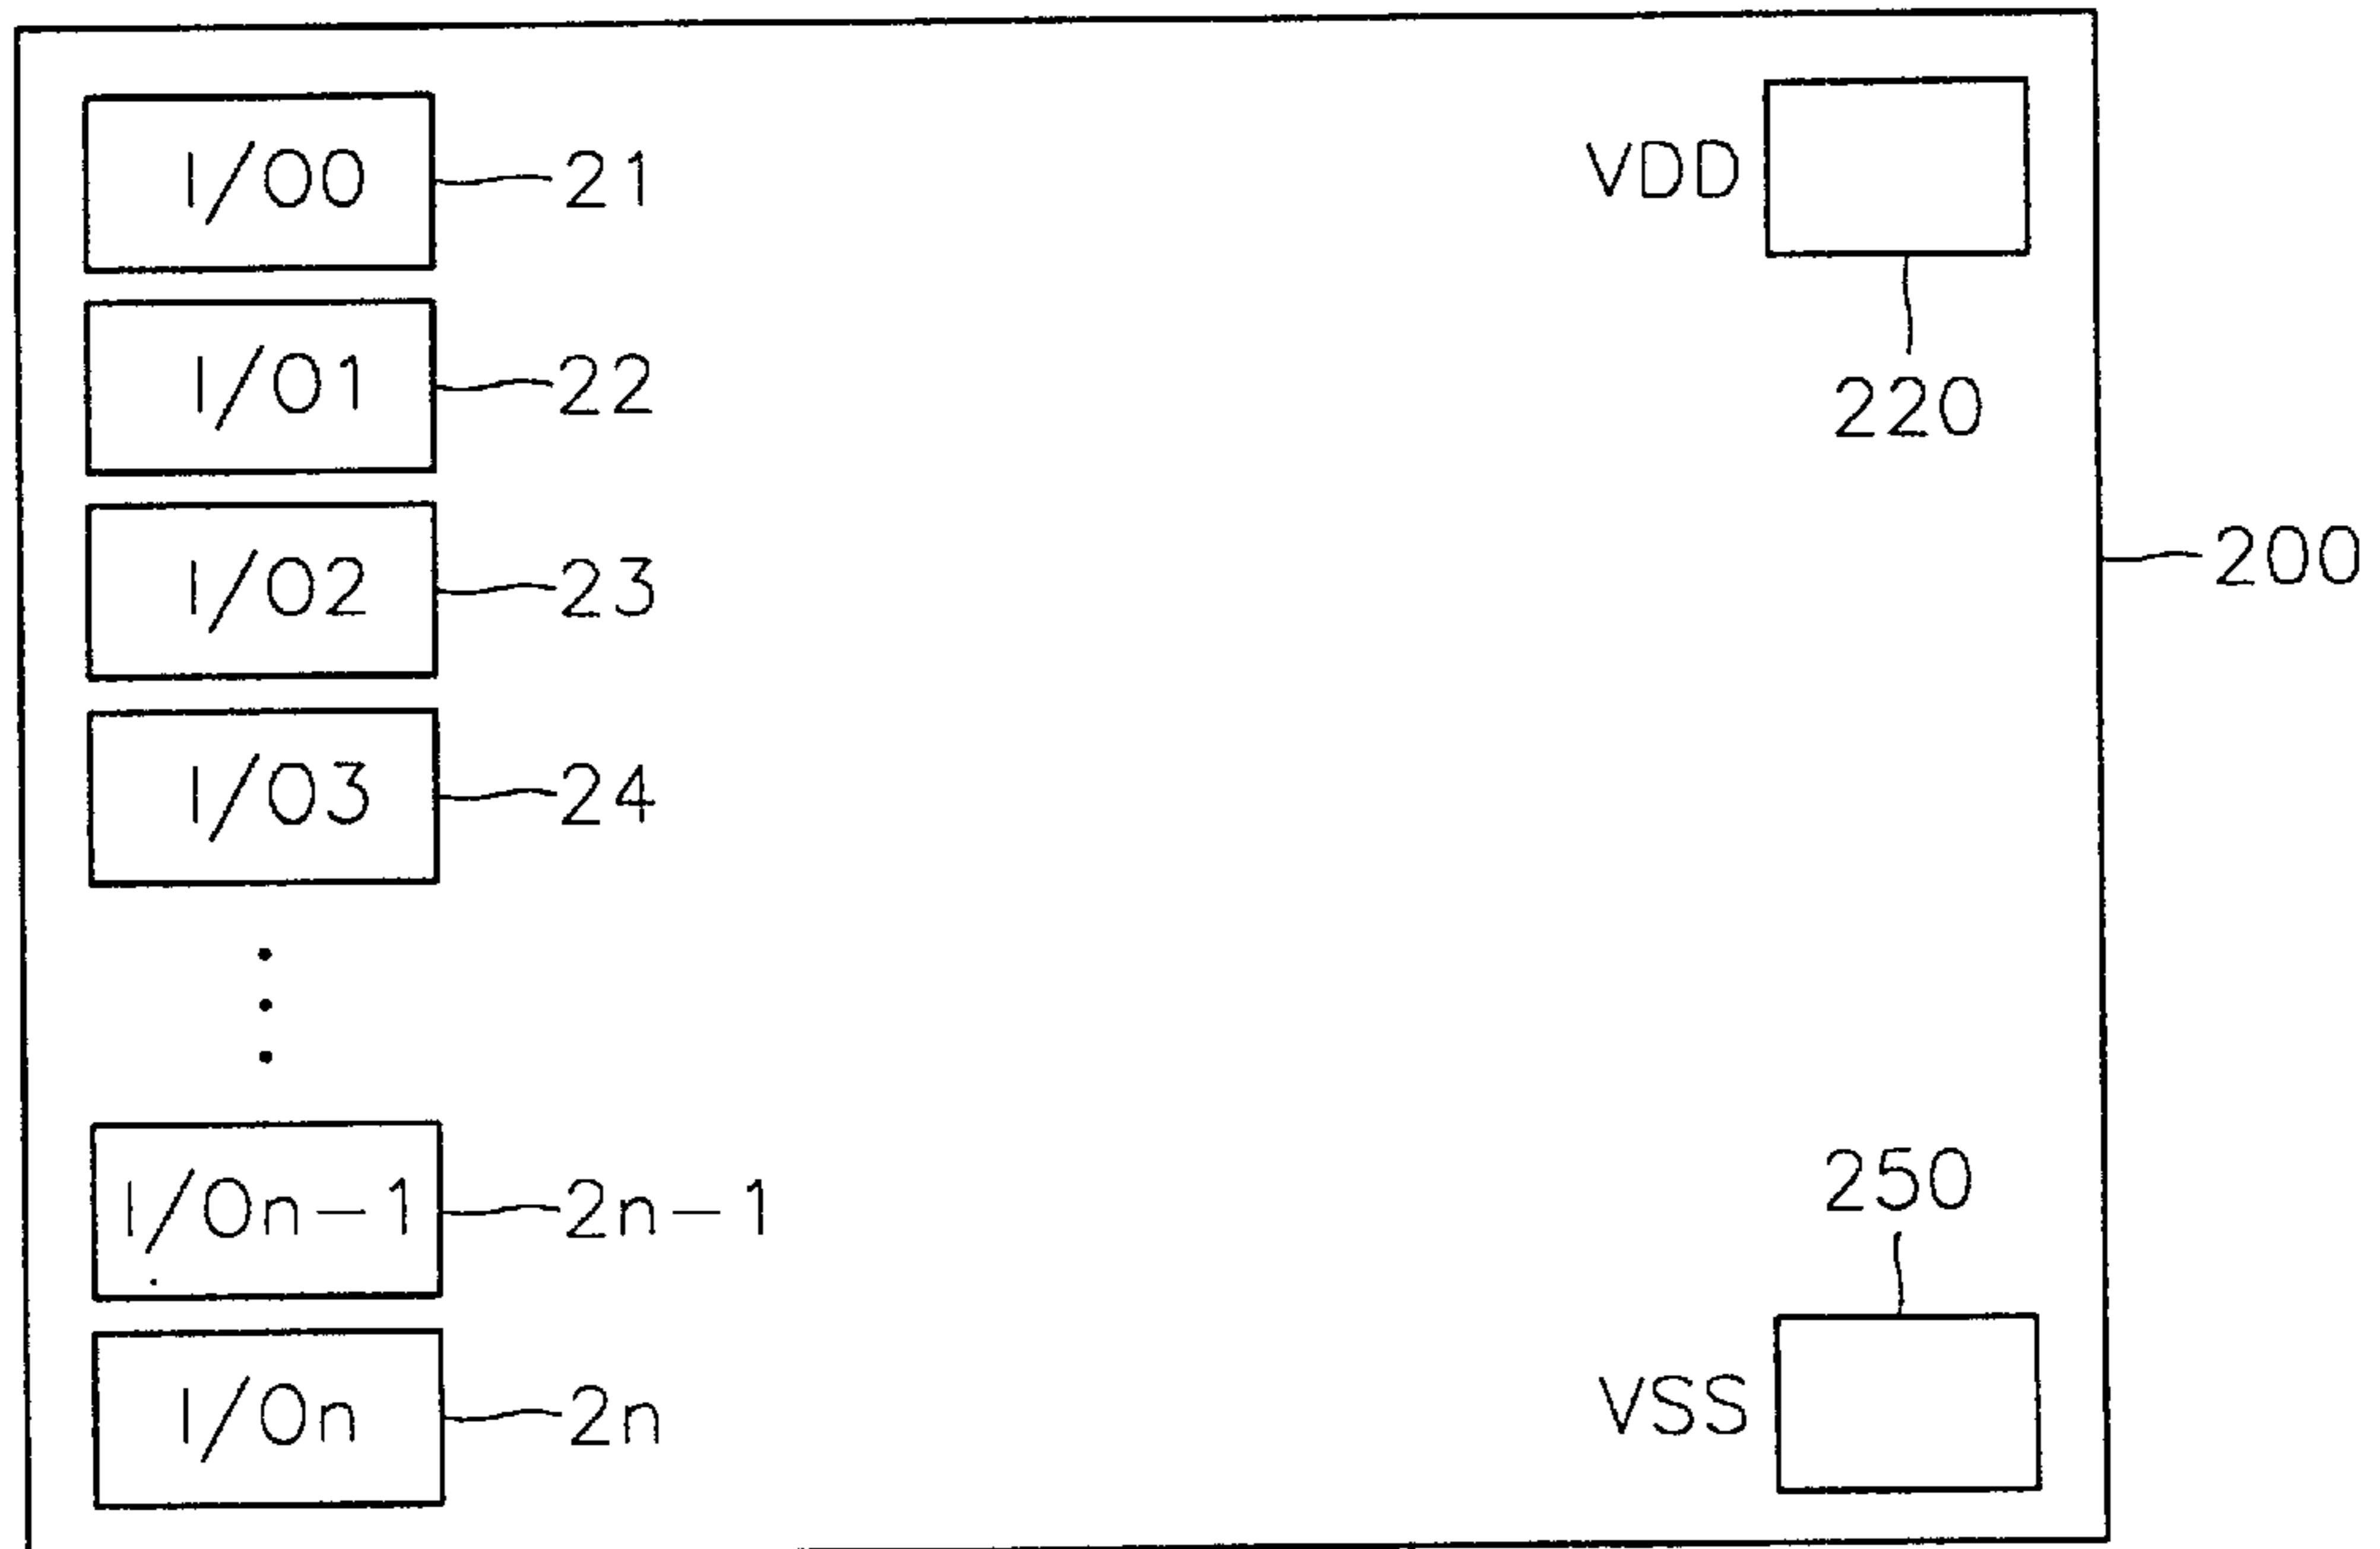 I/O0 21
VDD
220
I/O1 22
200
I/O2 23
I/O3 24
I/On-1 2n-1
250
I/On 2n
VSS